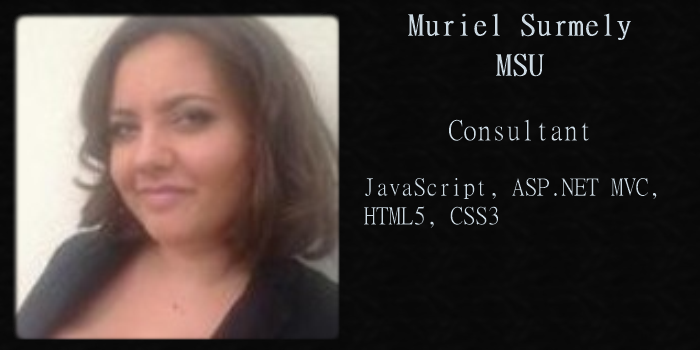 Muriel Surmely
MSU
Consultant
JavaScript, ASP.NET MVC,
HTML5, CSS3